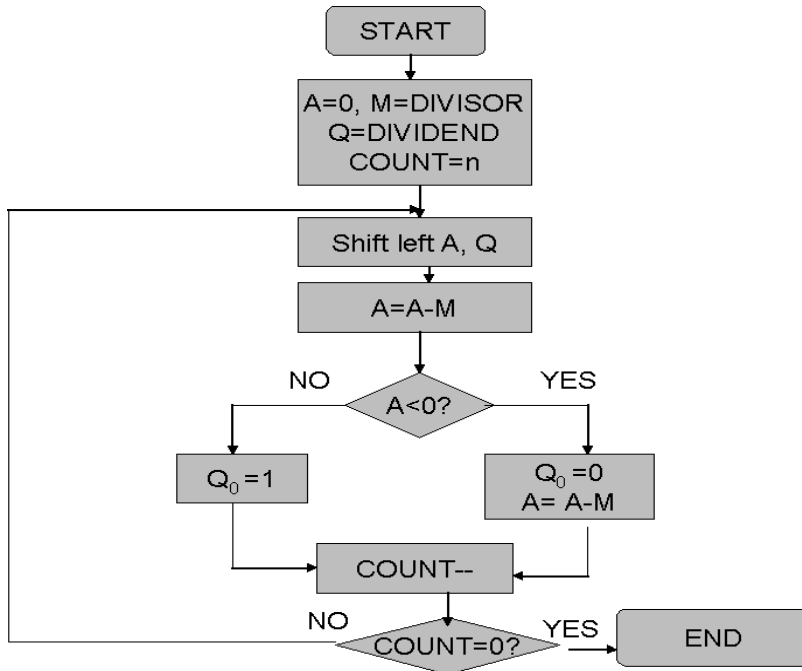 START
A=0, M=DIVISOR
Q=DIVIDEND
COUNT=n
Shift left A, Q
A=A-M
NO
YES
A<0?
Q₀ =1
Q₀ =0
A= A-M
COUNT--
NO
COUNT=0?
YES
END